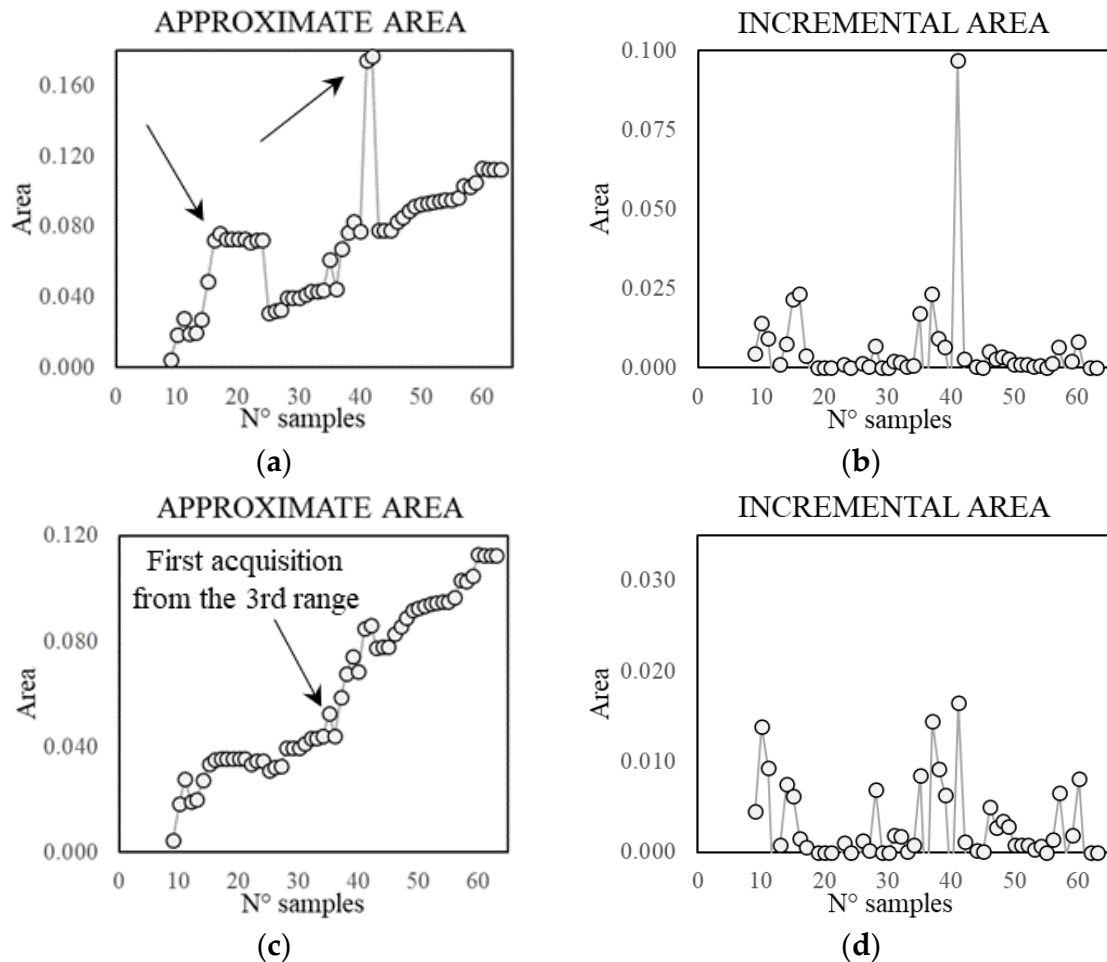 APPROXIMATE AREA
0.160
0.120
0.080
0.040
0.000
Area
0 10 20 30 40 50 60
N° samples
(a)
INCREMENTAL AREA
0.100
0.075
0.050
0.025
0.000
Area
0 10 20 30 40 50 60
N° samples
(b)
APPROXIMATE AREA
0.120
0.080
0.040
0.000
Area
First acquisition
from the 3rd range
0 10 20 30 40 50 60
N° samples
(c)
INCREMENTAL AREA
0.030
0.020
0.010
0.000
Area
0 10 20 30 40 50 60
N° samples
(d)